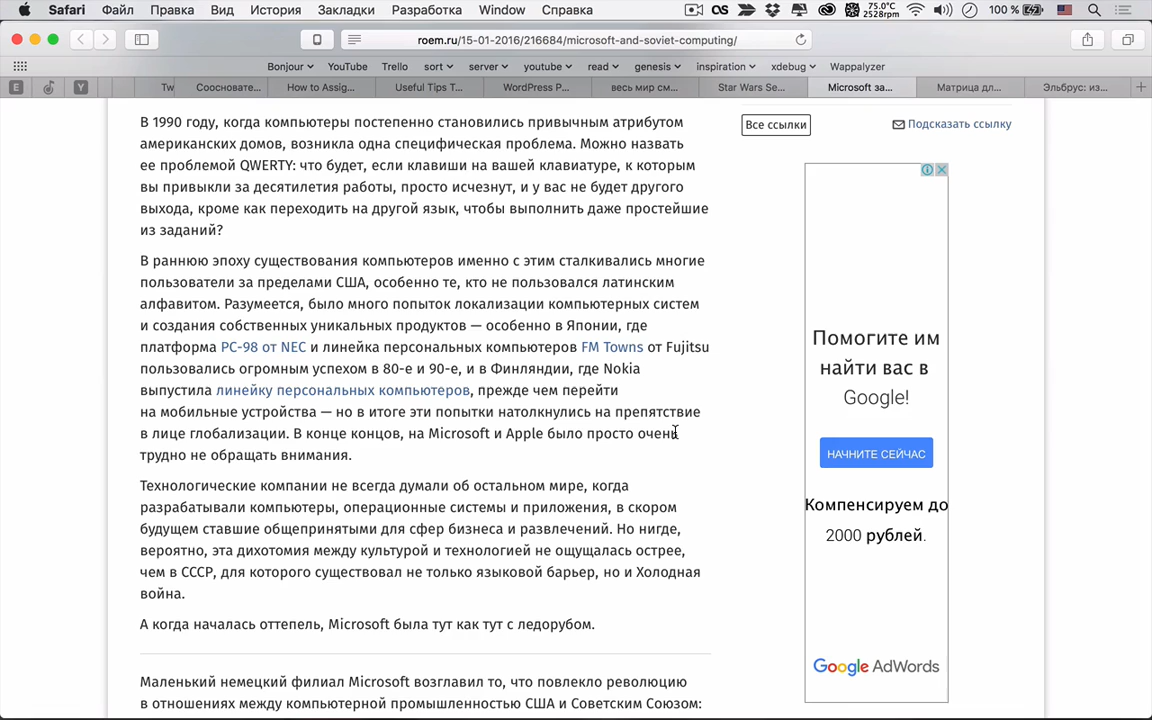 Safari Файл Правка Вид История Закладки Разработка Window Справка 75.0°C 2528rpm 100 %
roem.ru/15-01-2016/216684/microsoft-and-soviet-computing/
Bonjour YouTube Trello sort server youtube read genesis inspiration xdebug Wappalyzer
E Y Tw Соосновате... How to Assig... Useful Tips T... WordPress P... весь мир см... Star Wars Se... Microsoft за... Матрица дл... Эльбрус: из...
В 1990 году, когда компьютеры постепенно становились привычным атрибутом
американских домов, возникла одна специфическая проблема. Можно назвать
ее проблемой QWERTY: что будет, если клавиши на вашей клавиатуре, к которым
вы привыкли за десятилетия работы, просто исчезнут, и у вас не будет другого
выхода, кроме как переходить на другой язык, чтобы выполнить даже простейшие
из заданий?
В раннюю эпоху существования компьютеров именно с этим сталкивались многие
пользователи за пределами США, особенно те, кто не пользовался латинским
алфавитом. Разумеется, было много попыток локализации компьютерных систем
и создания собственных уникальных продуктов — особенно в Японии, где
платформа PC-98 от NEC и линейка персональных компьютеров FM Towns от Fujitsu
пользовались огромным успехом в 80-е и 90-е, и в Финляндии, где Nokia
выпустила линейку персональных компьютеров, прежде чем перейти
на мобильные устройства — но в итоге эти попытки натолкнулись на препятствие
в лице глобализации. В конце концов, на Microsoft и Apple было просто очень
трудно не обращать внимания.
Технологические компании не всегда думали об остальном мире, когда
разрабатывали компьютеры, операционные системы и приложения, в скором
будущем ставшие общепринятыми для сфер бизнеса и развлечений. Но нигде,
вероятно, эта дихотомия между культурой и технологией не ощущалась острее,
чем в СССР, для которого существовал не только языковой барьер, но и Холодная
война.
А когда началась оттепель, Microsoft была тут как тут с ледорубом.
Маленький немецкий филиал Microsoft возглавил то, что повлекло революцию
в отношениях между компьютерной промышленностью США и Советским Союзом:
Все ссылки Подсказать ссылку
Помогите им
найти вас в
Google!
НАЧНИТЕ СЕЙЧАС
Компенсируем до
2000 рублей.
Google AdWords